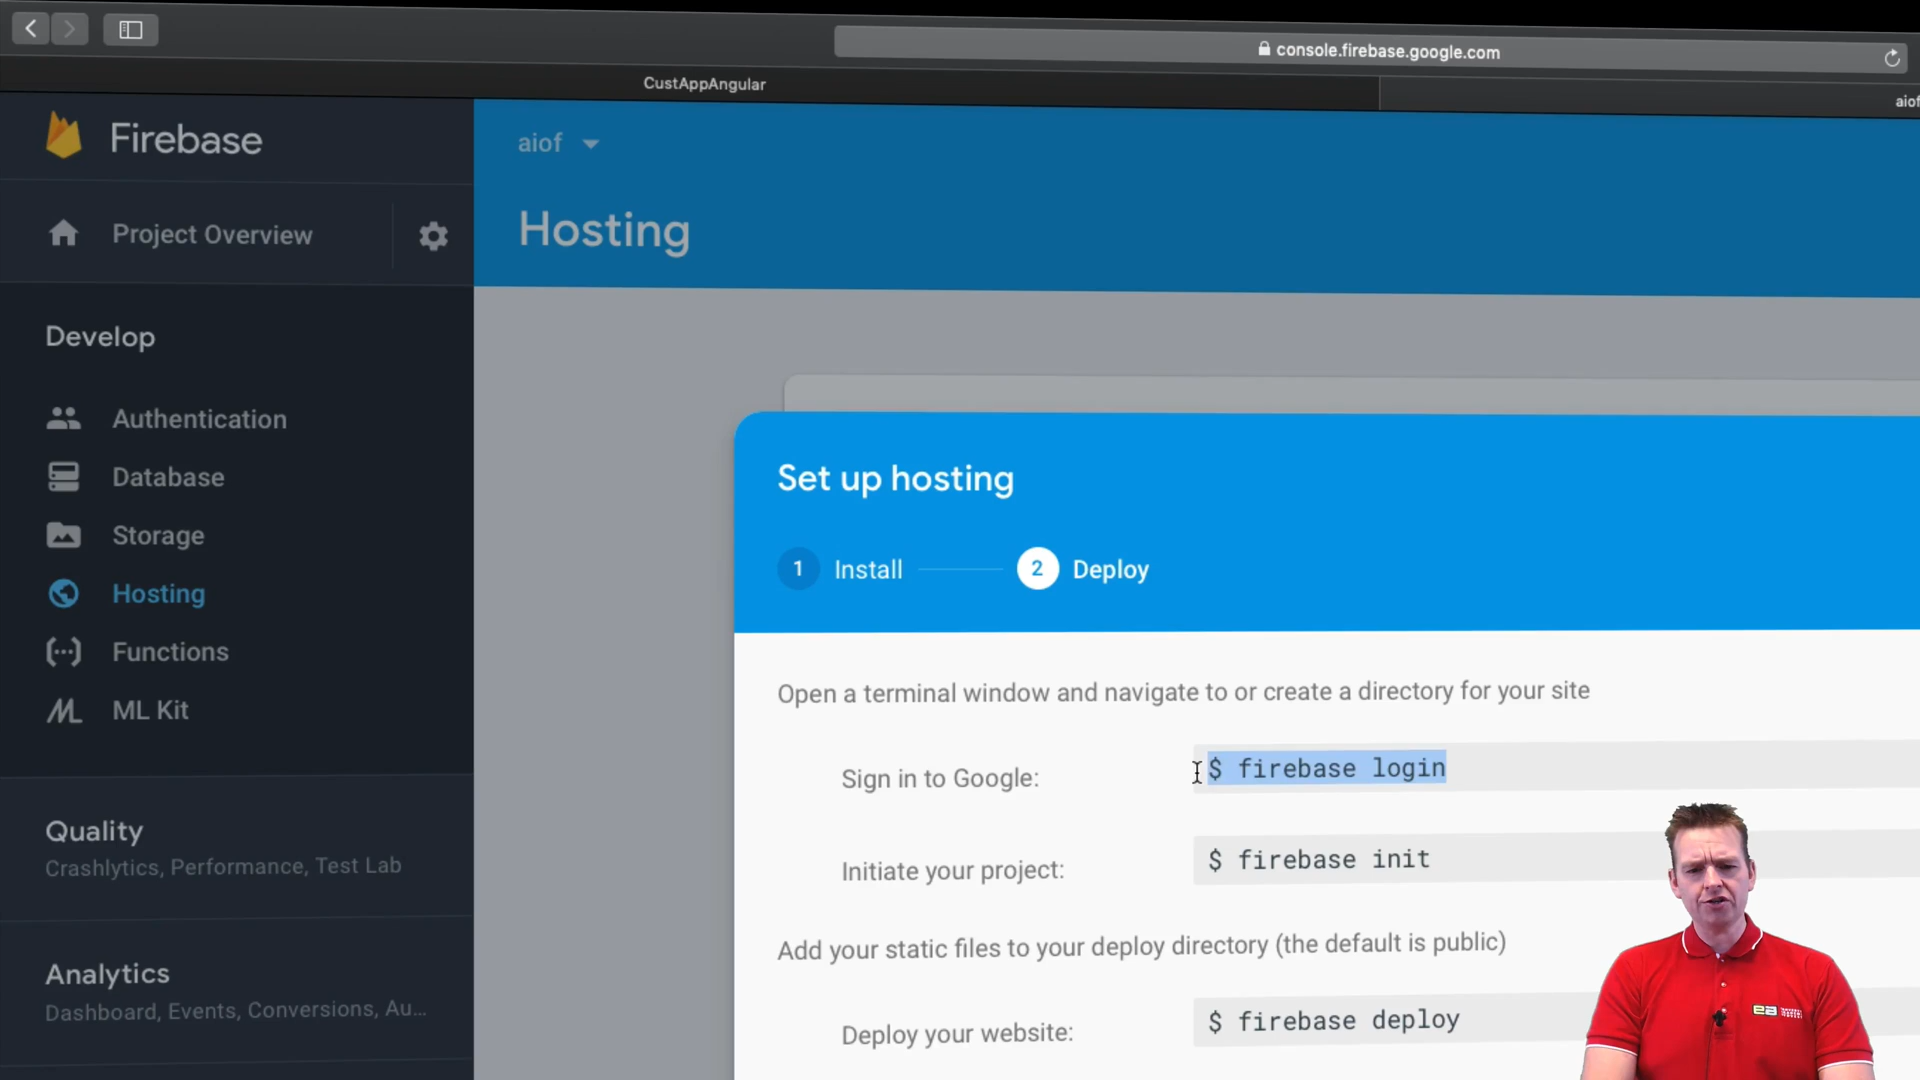 console.firebase.google.com
CustAppAngular
aiof
Firebase
aiof
Project Overview
Hosting
Develop
Authentication
Database
Storage
Hosting
Functions
ML Kit
Set up hosting
1 Install
2 Deploy
Open a terminal window and navigate to or create a directory for your site
Sign in to Google:
$ firebase login
Initiate your project:
$ firebase init
Add your static files to your deploy directory (the default is public)
Deploy your website:
$ firebase deploy
Quality
Crashlytics, Performance, Test Lab
Analytics
Dashboard, Events, Conversions, Au...
ea